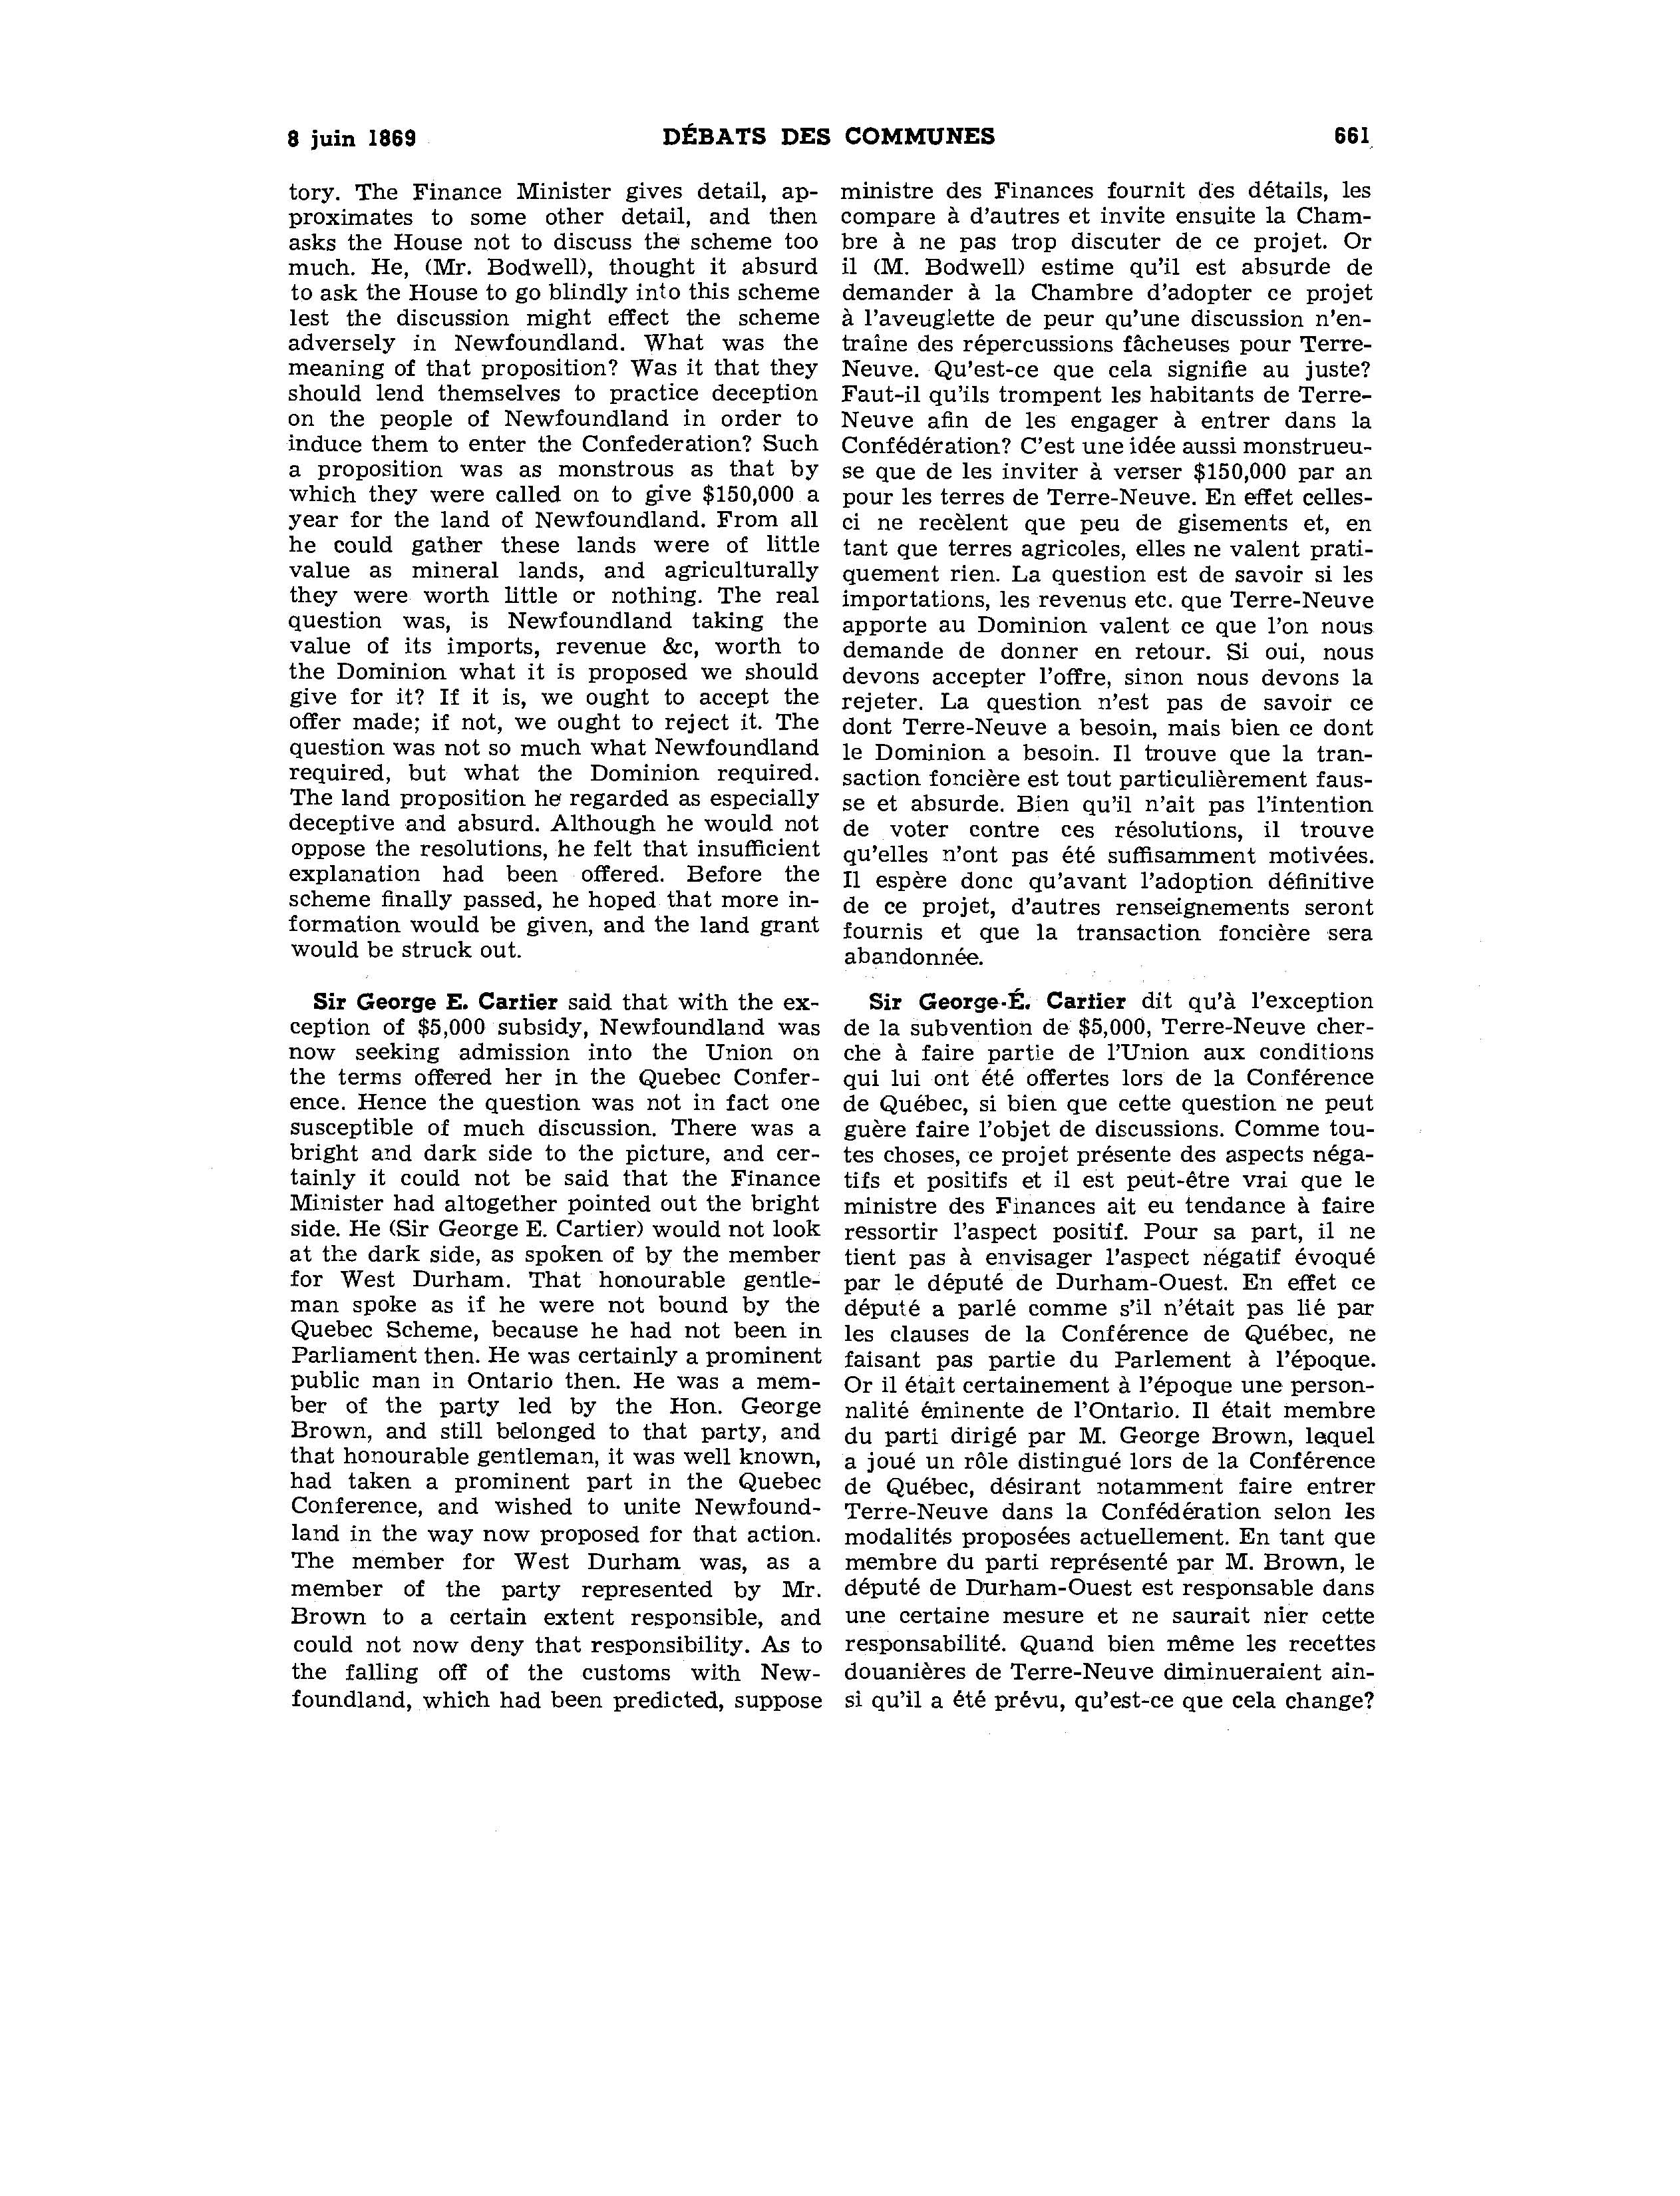 8 juin 1869
DÉBATS DES COMMUNES
661
tory. The Finance Minister gives detail, ap-
proximates to some other detail, and then
asks the House not to discuss the scheme too
much. He, (Mr. Bodwell), thought it absurd
to ask the House to go blindly into this scheme
lest the discussion might effect the scheme
adversely in Newfoundland. What was the
meaning of that proposition? Was it that they
should lend themselves to practice deception
on the people of Newfoundland in order to
induce them to enter the Confederation? Such
a proposition was as monstrous as that by
which they were called on to give $150,000 a
year for the land of Newfoundland. From all
he could gather these lands were of little
value as mineral lands, and agriculturally
they were worth little or nothing. The real
question was, is Newfoundland taking the
value of its imports, revenue &c, worth to
the Dominion what it is proposed we should
give for it? If it is, we ought to accept the
offer made; if not, we ought to reject it. The
question was not so much what Newfoundland
required, but what the Dominion required.
The land proposition he regarded as especially
deceptive and absurd. Although he would not
oppose the resolutions, he felt that insufficient
explanation had been offered. Before the
scheme finally passed, he hoped that more in-
formation would be given, and the land grant
would be struck out.
Sir George E. Cartier said that with the ex-
ception of $5,000 subsidy, Newfoundland was
now seeking admission into the Union on
the terms offered her in the Quebec Confer-
ence. Hence the question was not in fact one
susceptible of much discussion. There was a
bright and dark side to the picture, and cer-
tainly it could not be said that the Finance
Minister had altogether pointed out the bright
side. He (Sir George E. Cartier) would not look
at the dark side, as spoken of by the member
for West Durham. That honourable gentle-
man spoke as if he were not bound by the
Quebec Scheme, because he had not been in
Parliament then. He was certainly a prominent
public man in Ontario then. He was a mem-
ber of the party led by the Hon. George
Brown, and still belonged to that party, and
that honourable gentleman, it was well known,
had taken a prominent part in the Quebec
Conference, and wished to unite Newfound-
land in the way now proposed for that action.
The member for West Durham was, as a
member of the party represented by Mr.
Brown to a certain extent responsible, and
could not now deny that responsibility. As to
the falling off of the customs with New-
foundland, which had been predicted, suppose
ministre des Finances fournit des détails, les
compare à d'autres et invite ensuite la Cham-
bre à ne pas trop discuter de ce projet. Or
il (M. Bodwell) estime qu'il est absurde de
demander à la Chambre d'adopter ce projet
à l'aveuglette de peur qu'une discussion n'en-
traîne des répercussions fâcheuses pour Terre-
Neuve. Qu'est-ce que cela signifie au juste?
Faut-il qu'ils trompent les habitants de Terre-
Neuve afin de les engager à entrer dans la
Confédération? C'est une idée aussi monstrueu-
se que de les inviter à verser $150,000 par an
pour les terres de Terre-Neuve. En effet celles-
ci ne recèlent que peu de gisements et, en
tant que terres agricoles, elles ne valent prati-
quement rien. La question est de savoir si les
importations, les revenus etc. que Terre-Neuve
apporte au Dominion valent ce que l'on nous
demande de donner en retour. Si oui, nous
devons accepter l'offre, sinon nous devons la
rejeter. La question n'est pas de savoir ce
dont Terre-Neuve a besoin, mais bien ce dont
le Dominion a besoin. Il trouve que la tran-
saction foncière est tout particulièrement faus-
se et absurde. Bien qu'il n'ait pas l'intention
de voter contre ces résolutions, il trouve
qu'elles n'ont pas été suffisamment motivées.
Il espère donc qu'avant l'adoption définitive
de ce projet, d'autres renseignements seront
fournis et que la transaction foncière sera
abandonnée.
Sir George-É. Cartier dit qu'à l'exception
de la subvention de $5,000, Terre-Neuve cher-
che à faire partie de l'Union aux conditions
qui lui ont été offertes lors de la Conférence
de Québec, si bien que cette question ne peut
guère faire l'objet de discussions. Comme tou-
tes choses, ce projet présente des aspects néga-
tifs et positifs et il est peut-être vrai que le
ministre des Finances ait eu tendance à faire
ressortir l'aspect positif. Pour sa part, il ne
tient pas à envisager l'aspect négatif évoqué
par le député de Durham-Ouest. En effet ce
député a parlé comme s'il n'était pas lié par
les clauses de la Conférence de Québec, ne
faisant pas partie du Parlement à l'époque.
Or il était certainement à l'époque une person-
nalité éminente de l'Ontario. Il était membre
du parti dirigé par M. George Brown, lequel
a joué un rôle distingué lors de la Conférence
de Québec, désirant notamment faire entrer
Terre-Neuve dans la Confédération selon les
modalités proposées actuellement. En tant que
membre du parti représenté par M. Brown, le
député de Durham-Ouest est responsable dans
une certaine mesure et ne saurait nier cette
responsabilité. Quand bien même les recettes
douanières de Terre-Neuve diminueraient ain-
si qu'il a été prévu, qu'est-ce que cela change?